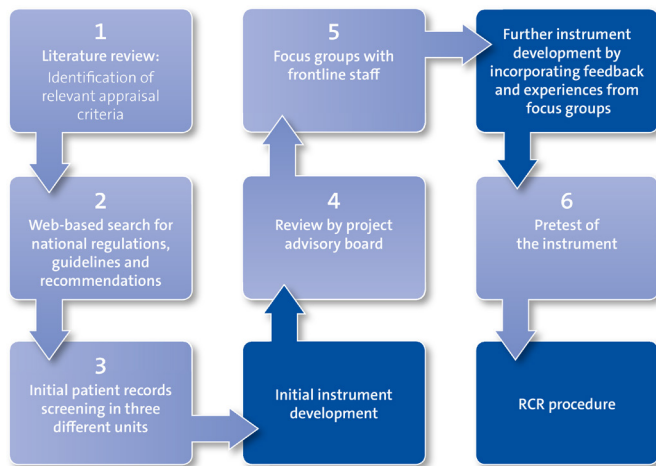 1
Literature review:
Identification of
relevant appraisal
criteria
2
Web-based search for
national regulations,
guidelines and
recommendations
3
Initial patient records
screening in three
different units
Initial instrument
development
4
Review by project
advisory board
5
Focus groups with
frontline staff
Further instrument
development by
incorporating feedback
and experiences from
focus groups
6
Pretest of
the instrument
RCR procedure